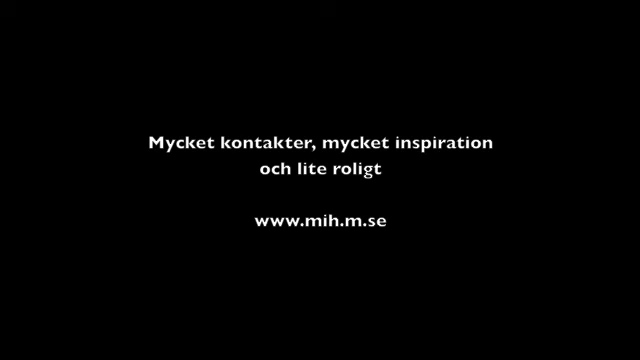 Mycket kontakter, mycket inspiration
och lite roligt
www.mih.m.se